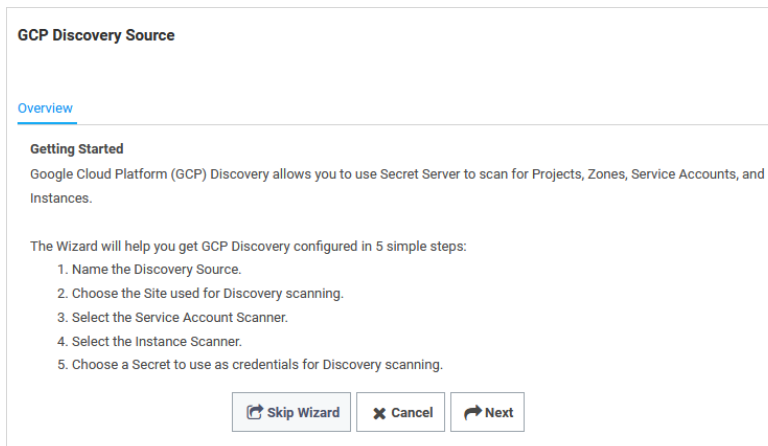 GCP Discovery Source
Overview
Getting Started
Google Cloud Platform (GCP) Discovery allows you to use Secret Server to scan for Projects, Zones, Service Accounts, and
Instances.
The Wizard will help you get GCP Discovery configured in 5 simple steps:
1. Name the Discovery Source.
2. Choose the Site used for Discovery scanning.
3. Select the Service Account Scanner.
4. Select the Instance Scanner.
5. Choose a Secret to use as credentials for Discovery scanning.
Skip Wizard Cancel Next